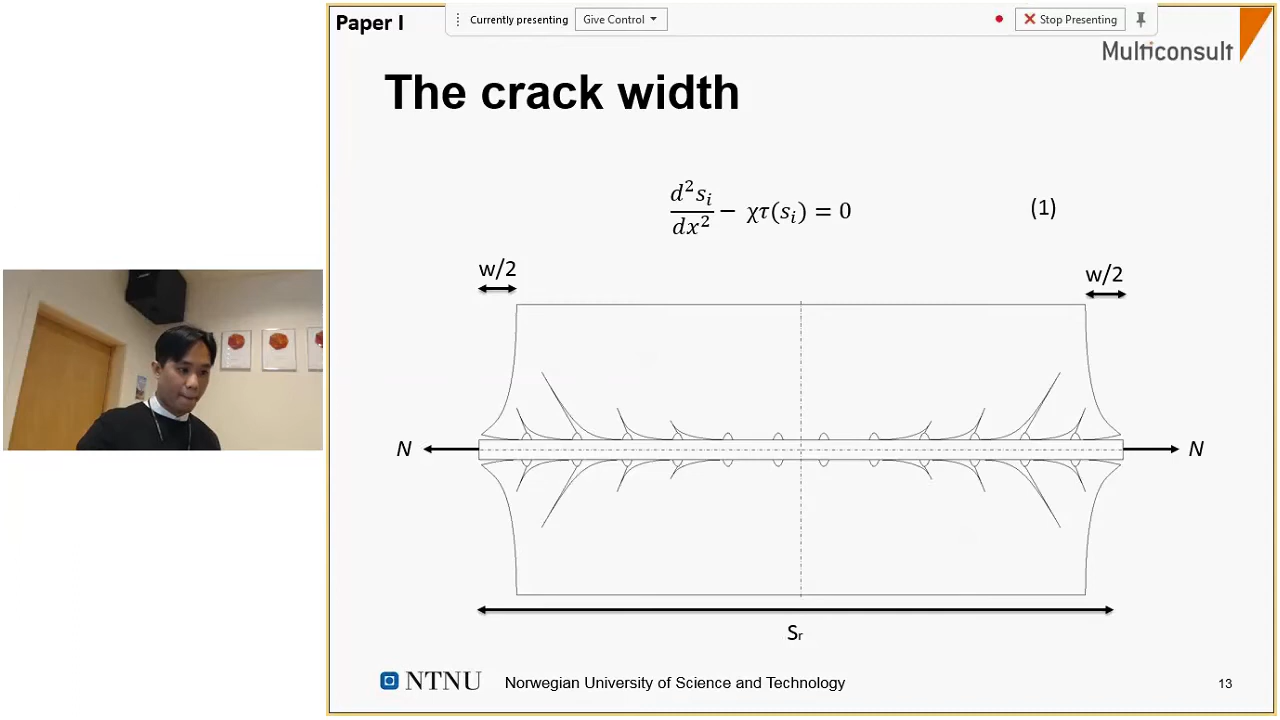 Paper I
Currently presenting
Give Control
Stop Presenting
Multiconsult
The crack width
d²sᵢ/dx² − χτ(sᵢ) = 0 (1)
w/2
w/2
N
N
Sᵣ
NTNU Norwegian University of Science and Technology
13